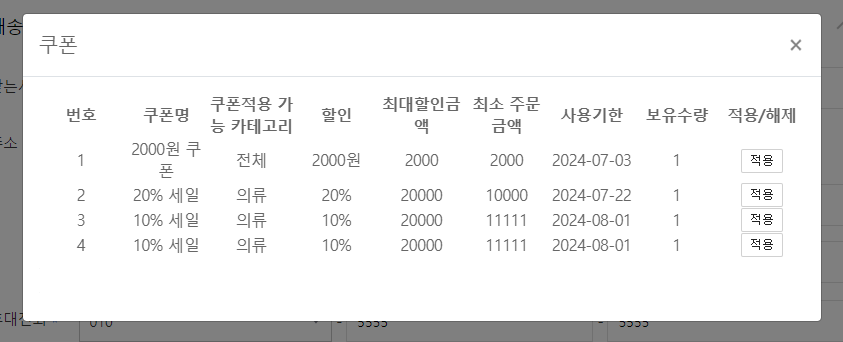 쿠폰 ×
번호 쿠폰명 쿠폰적용 가능 카테고리 할인 최대할인금액 최소 주문금액 사용기한 보유수량 적용/해제
1 2000원 쿠폰 전체 2000원 2000 2000 2024-07-03 1 적용
2 20% 세일 의류 20% 20000 10000 2024-07-22 1 적용
3 10% 세일 의류 10% 20000 11111 2024-08-01 1 적용
4 10% 세일 의류 10% 20000 11111 2024-08-01 1 적용
010 - 5555 - 5555